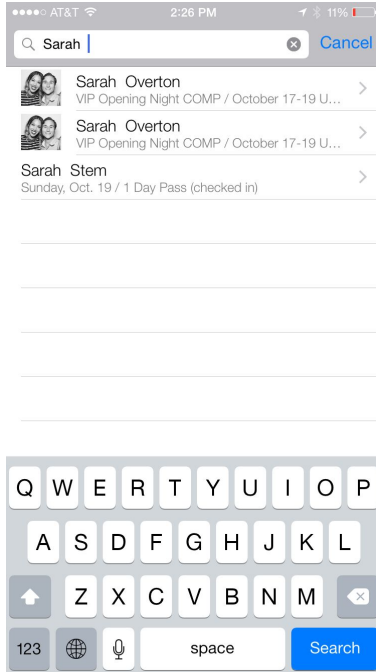 AT&T 2:26 PM 11%
Sarah Cancel
Sarah Overton
VIP Opening Night COMP / October 17-19 U...
Sarah Overton
VIP Opening Night COMP / October 17-19 U...
Sarah Stem
Sunday, Oct. 19 / 1 Day Pass (checked in)
Q W E R T Y U I O P
A S D F G H J K L
Z X C V B N M
123 space Search